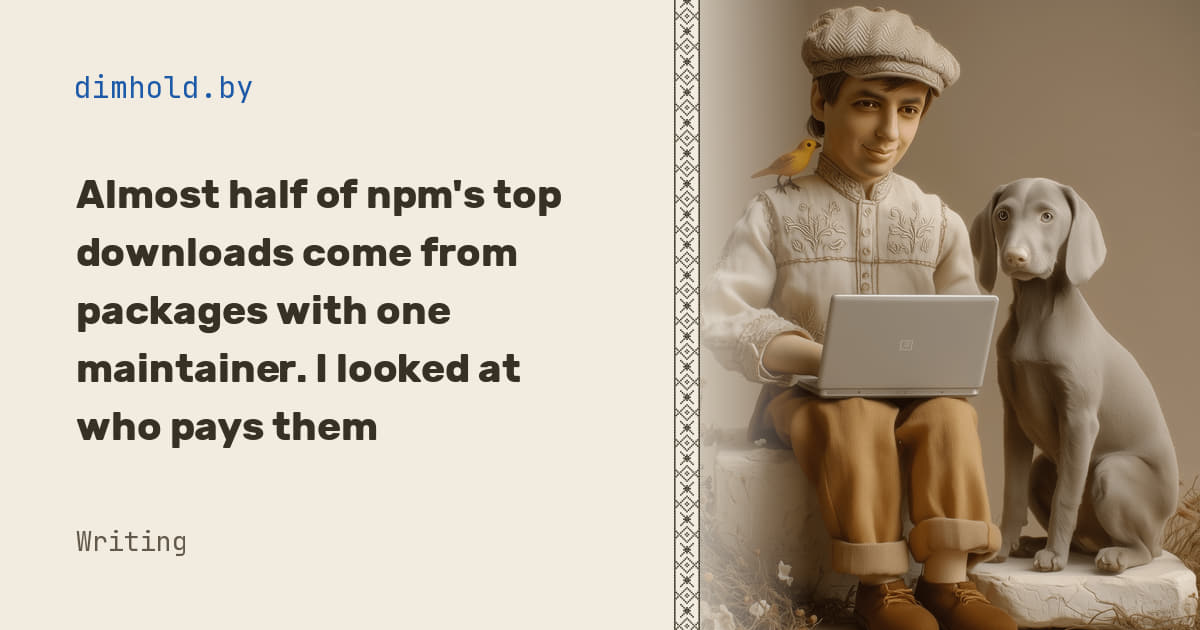 dimhold.by
Almost half of npm's top
downloads come from
packages with one
maintainer. I looked at
who pays them
Writing